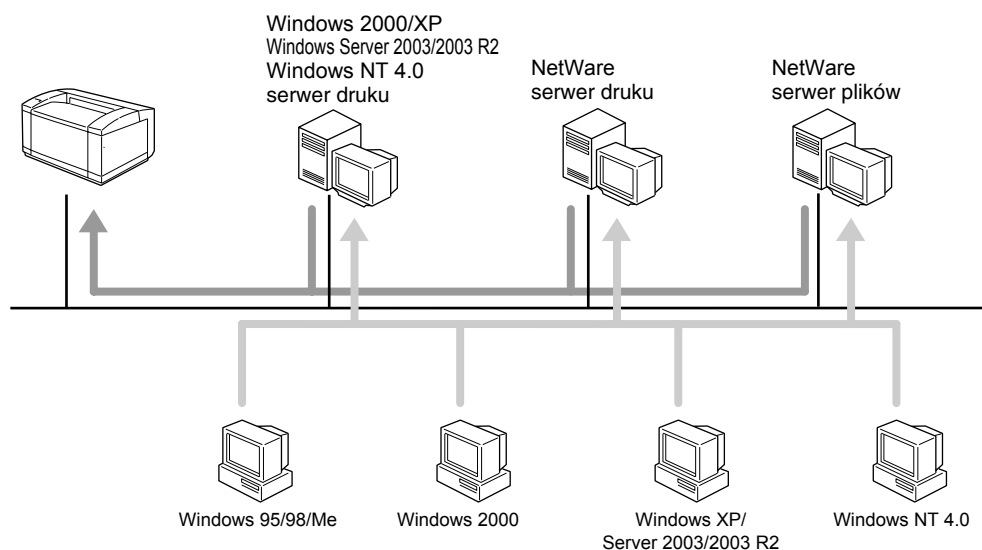 Windows 2000/XP
Windows Server 2003/2003 R2
Windows NT 4.0
serwer druku
NetWare
serwer druku
NetWare
serwer plików
Windows 95/98/Me
Windows 2000
Windows XP/
Server 2003/2003 R2
Windows NT 4.0